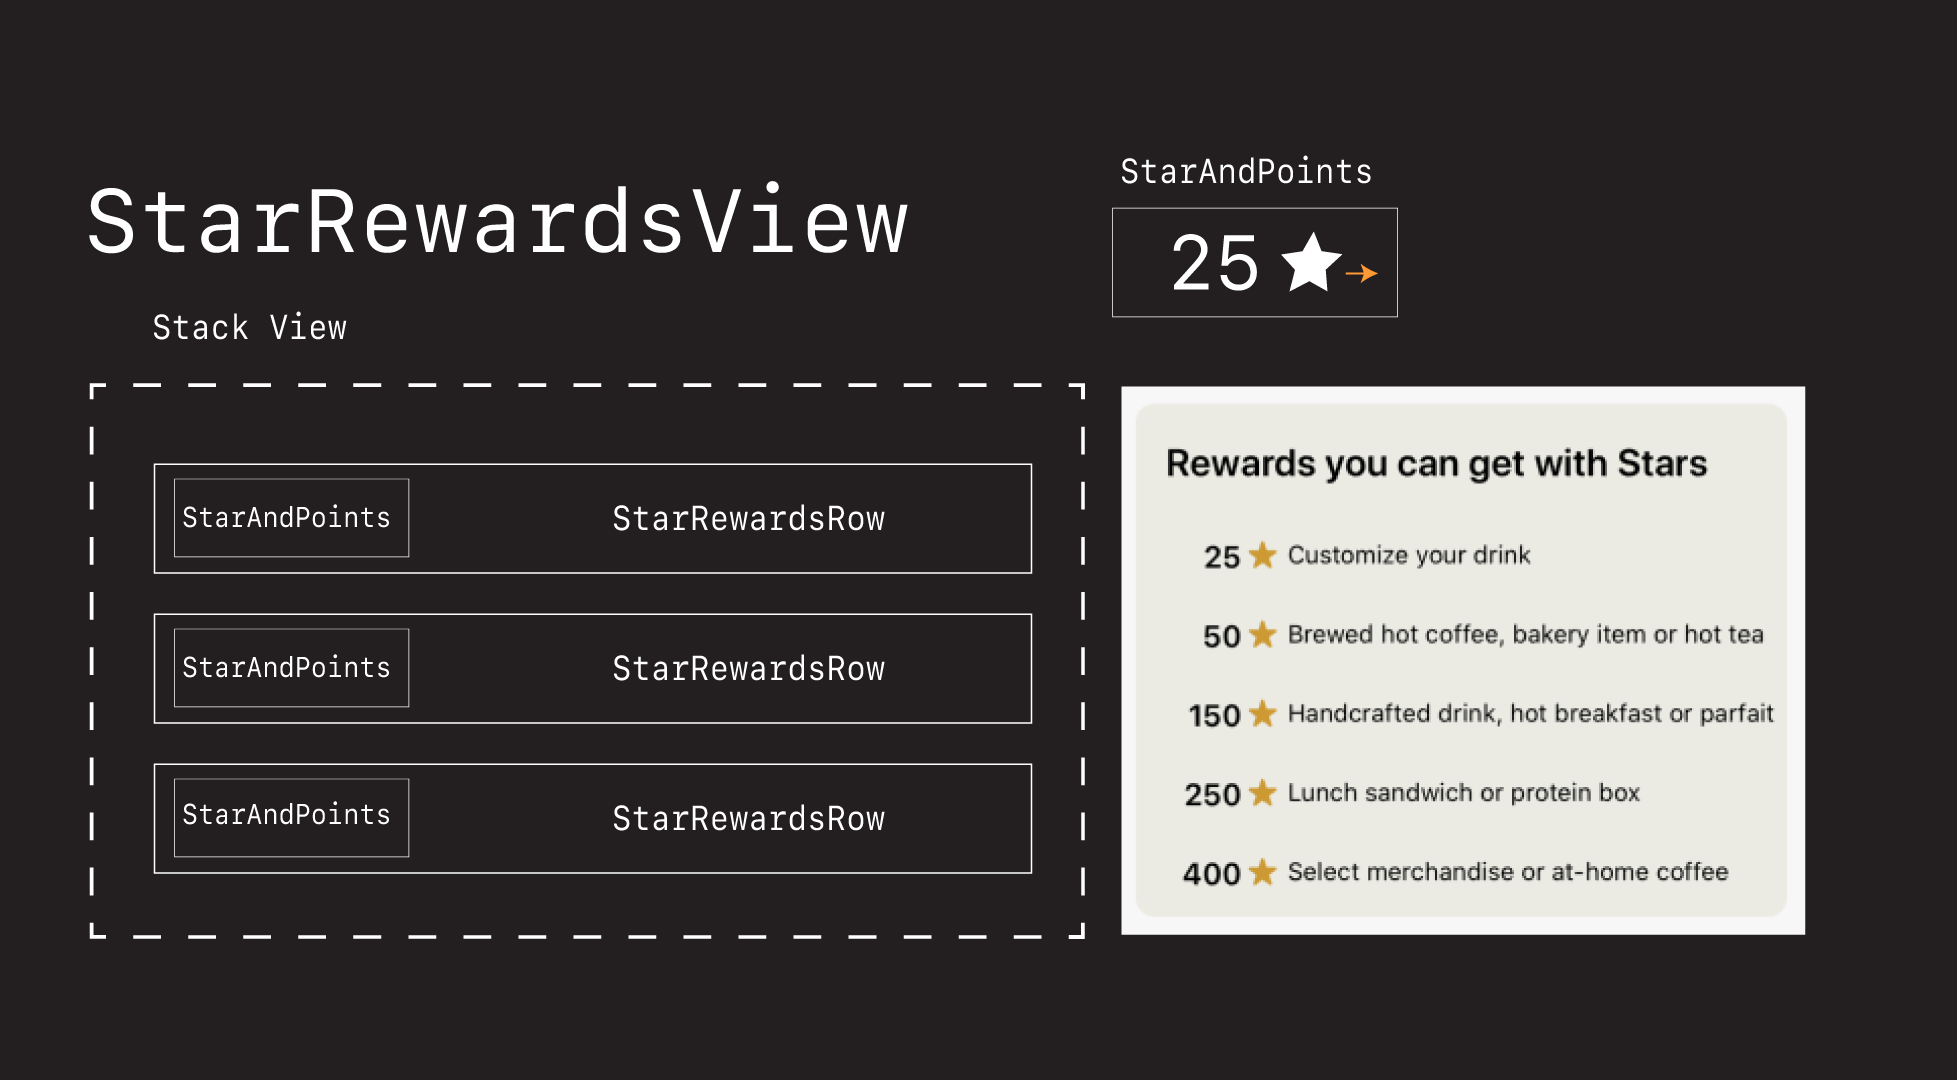 StarRewardsView
Stack View
StarAndPoints
StarRewardsRow
StarAndPoints
StarRewardsRow
StarAndPoints
StarRewardsRow
StarAndPoints
25
Rewards you can get with Stars
25 Customize your drink
50 Brewed hot coffee, bakery item or hot tea
150 Handcrafted drink, hot breakfast or parfait
250 Lunch sandwich or protein box
400 Select merchandise or at-home coffee